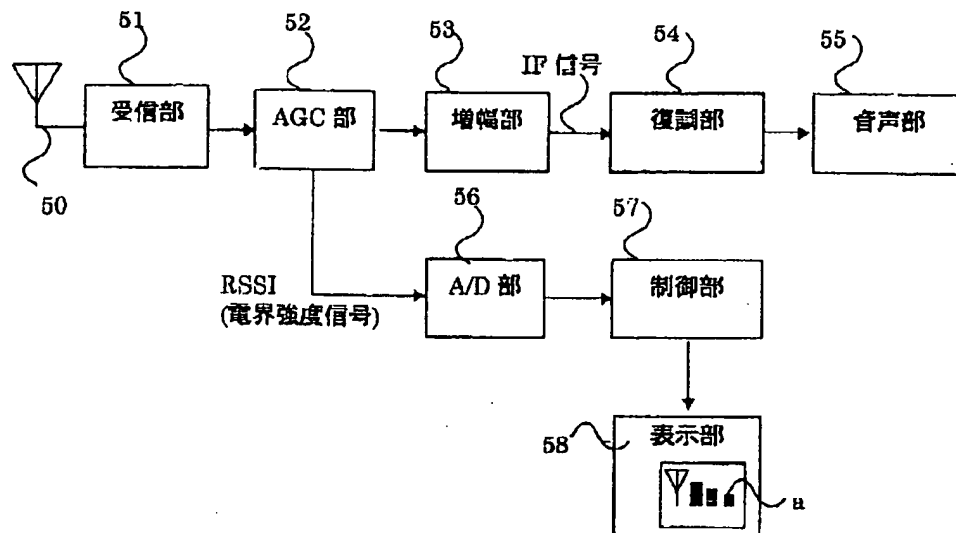 51
52
53
54
55
IF 信号
受信部
AGC 部
増幅部
復調部
音声部
50
56
57
RSSI
(電界強度信号)
A/D 部
制御部
58
表示部
a